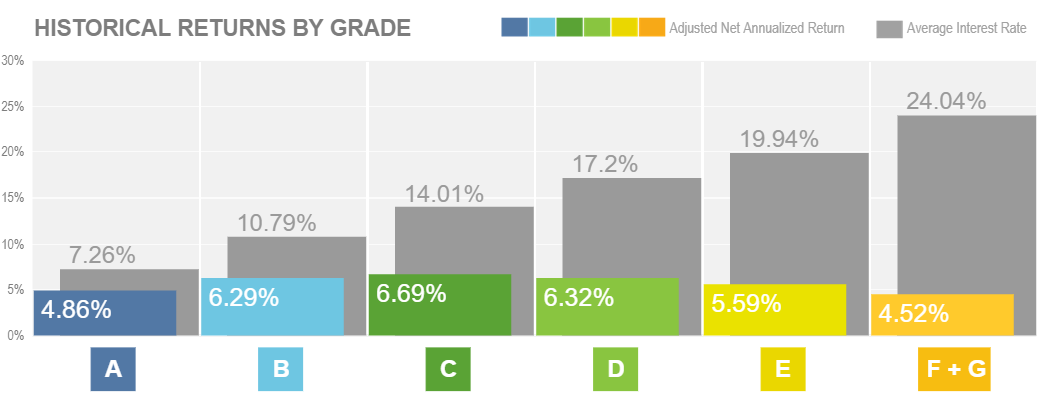 HISTORICAL RETURNS BY GRADE
Adjusted Net Annualized Return
Average Interest Rate
30%
25%
20%
15%
10%
5%
0%
7.26%
4.86%
10.79%
6.29%
14.01%
6.69%
17.2%
6.32%
19.94%
5.59%
24.04%
4.52%
A
B
C
D
E
F + G